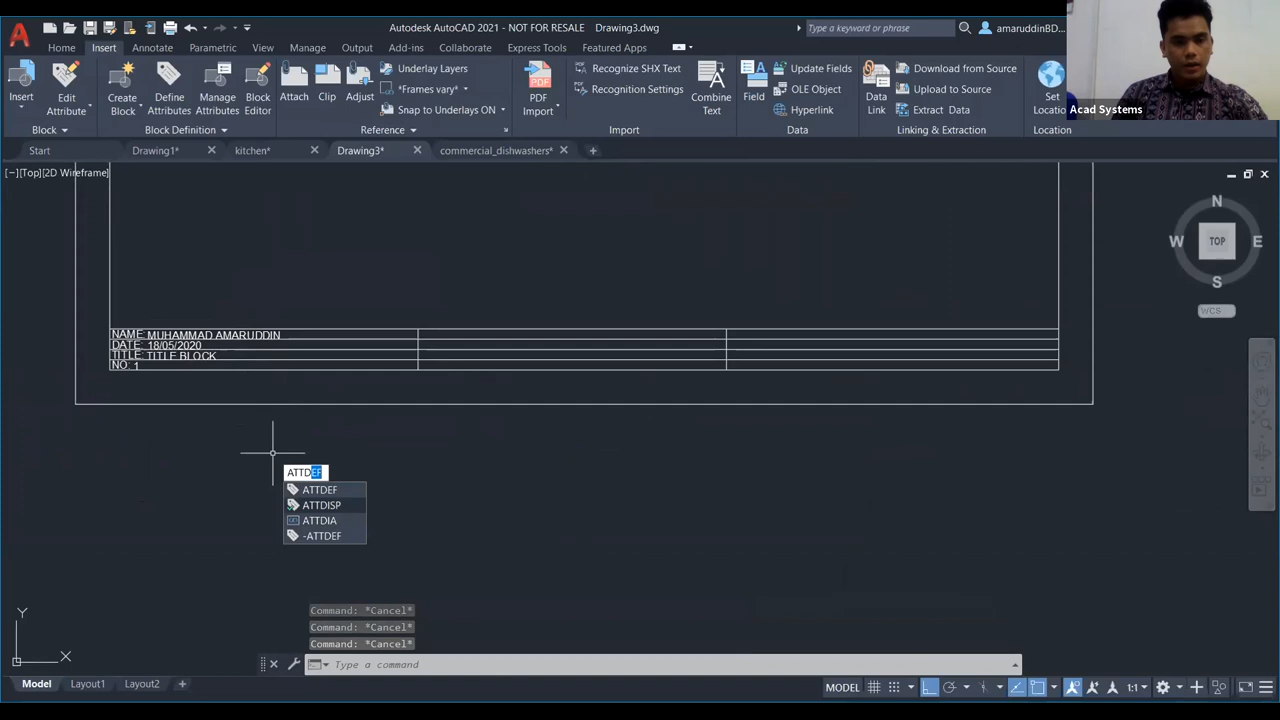 Autodesk AutoCAD 2021 - NOT FOR RESALE Drawing3.dwg
Type a keyword or phrase
amaruddinBD...
Home Insert Annotate Parametric View Manage Output Add-ins Collaborate Express Tools Featured Apps
Insert
Edit Attribute
Create Block
Define Attributes
Manage Attributes
Block Editor
Attach
Clip
Adjust
Underlay Layers
*Frames vary*
Snap to Underlays ON
PDF Import
Recognize SHX Text
Recognition Settings
Combine Text
Field
Update Fields
OLE Object
Hyperlink
Data Link
Download from Source
Upload to Source
Extract Data
Set Location
Acad Systems
Block Block Definition Reference Import Data Linking & Extraction Location
Start Drawing1* kitchen* Drawing3* commercial_dishwashers*
[−][Top][2D Wireframe]
N
W TOP E
S
WCS
NAME: MUHAMMAD AMARUDDIN
DATE: 18/05/2020
TITLE: TITLE BLOCK
NO: 1
ATTDEF
ATTDEF
ATTDISP
ATTDIA
-ATTDEF
Y
X
Command: *Cancel*
Command: *Cancel*
Command: *Cancel*
Type a command
Model Layout1 Layout2
MODEL
1:1